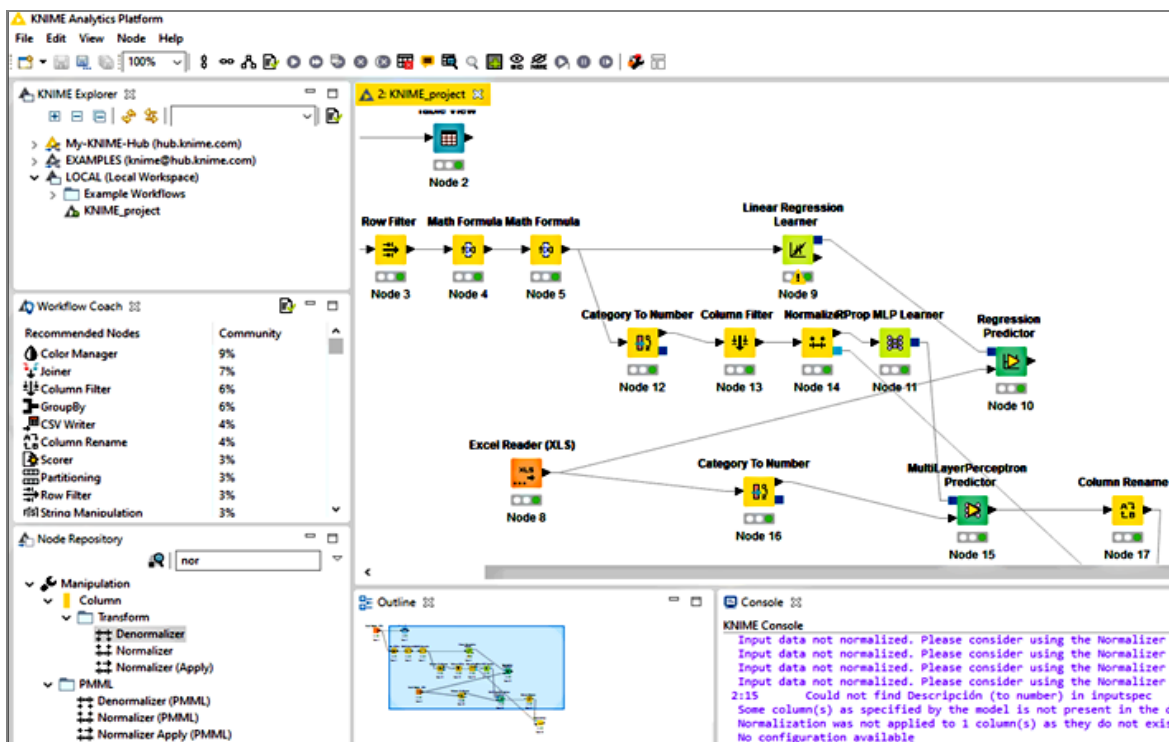 KNIME Analytics Platform
File Edit View Node Help
100%
KNIME Explorer
My-KNIME-Hub (hub.knime.com)
EXAMPLES (knime@hub.knime.com)
LOCAL (Local Workspace)
Example Workflows
KNIME_project
Workflow Coach
Recommended Nodes Community
Color Manager 9%
Joiner 7%
Column Filter 6%
GroupBy 6%
CSV Writer 4%
Column Rename 4%
Scorer 3%
Partitioning 3%
Row Filter 3%
String Manipulation 3%
Node Repository
nor
Manipulation
Column
Transform
Denormalizer
Normalizer
Normalizer (Apply)
PMML
Denormalizer (PMML)
Normalizer (PMML)
Normalizer Apply (PMML)
2: KNIME_project
Table View
Node 2
Linear Regression
Learner
Row Filter Math Formula Math Formula
Node 3 Node 4 Node 5 Node 9
Category To Number Column Filter Normalizer RProp MLP Learner
Regression
Predictor
Node 12 Node 13 Node 14 Node 11
Node 10
Excel Reader (XLS)
XLS
Node 8
Category To Number
Node 16
MultiLayerPerceptron
Predictor
Node 15
Column Rename
Node 17
Outline
Console
KNIME Console
Input data not normalized. Please consider using the Normalizer
Input data not normalized. Please consider using the Normalizer
Input data not normalized. Please consider using the Normalizer
Input data not normalized. Please consider using the Normalizer
2:15 Could not find Descripción (to number) in inputspec
Some column(s) as specified by the model is not present in the
Normalization was not applied to 1 column(s) as they do not
No configuration available